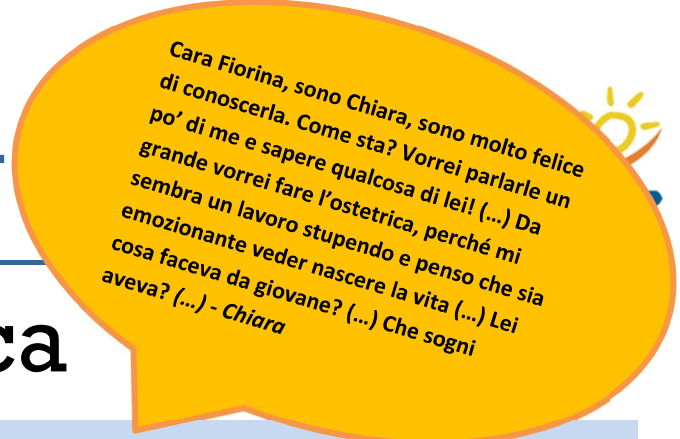 Cara Fiorina, sono Chiara, sono molto felice
di conoscerla. Come sta? Vorrei parlarle un
po’ di me e sapere qualcosa di lei! (…) Da
grande vorrei fare l’ostetrica, perché mi
sembra un lavoro stupendo e penso che sia
emozionante veder nascere la vita (…) Lei
cosa faceva da giovane? (…) Che sogni
aveva? (…) - Chiara
ca